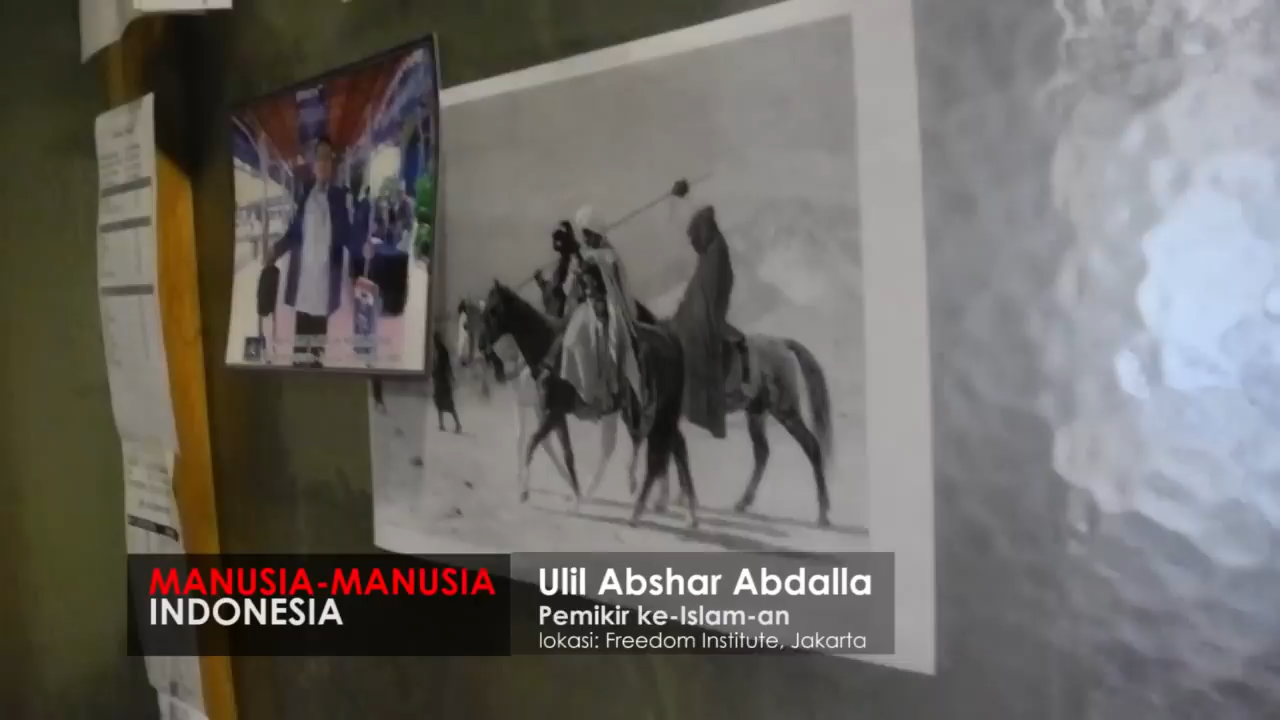 MANUSIA-MANUSIA
INDONESIA
Ulil Abshar Abdalla
Pemikir ke-Islam-an
lokasi: Freedom Institute, Jakarta